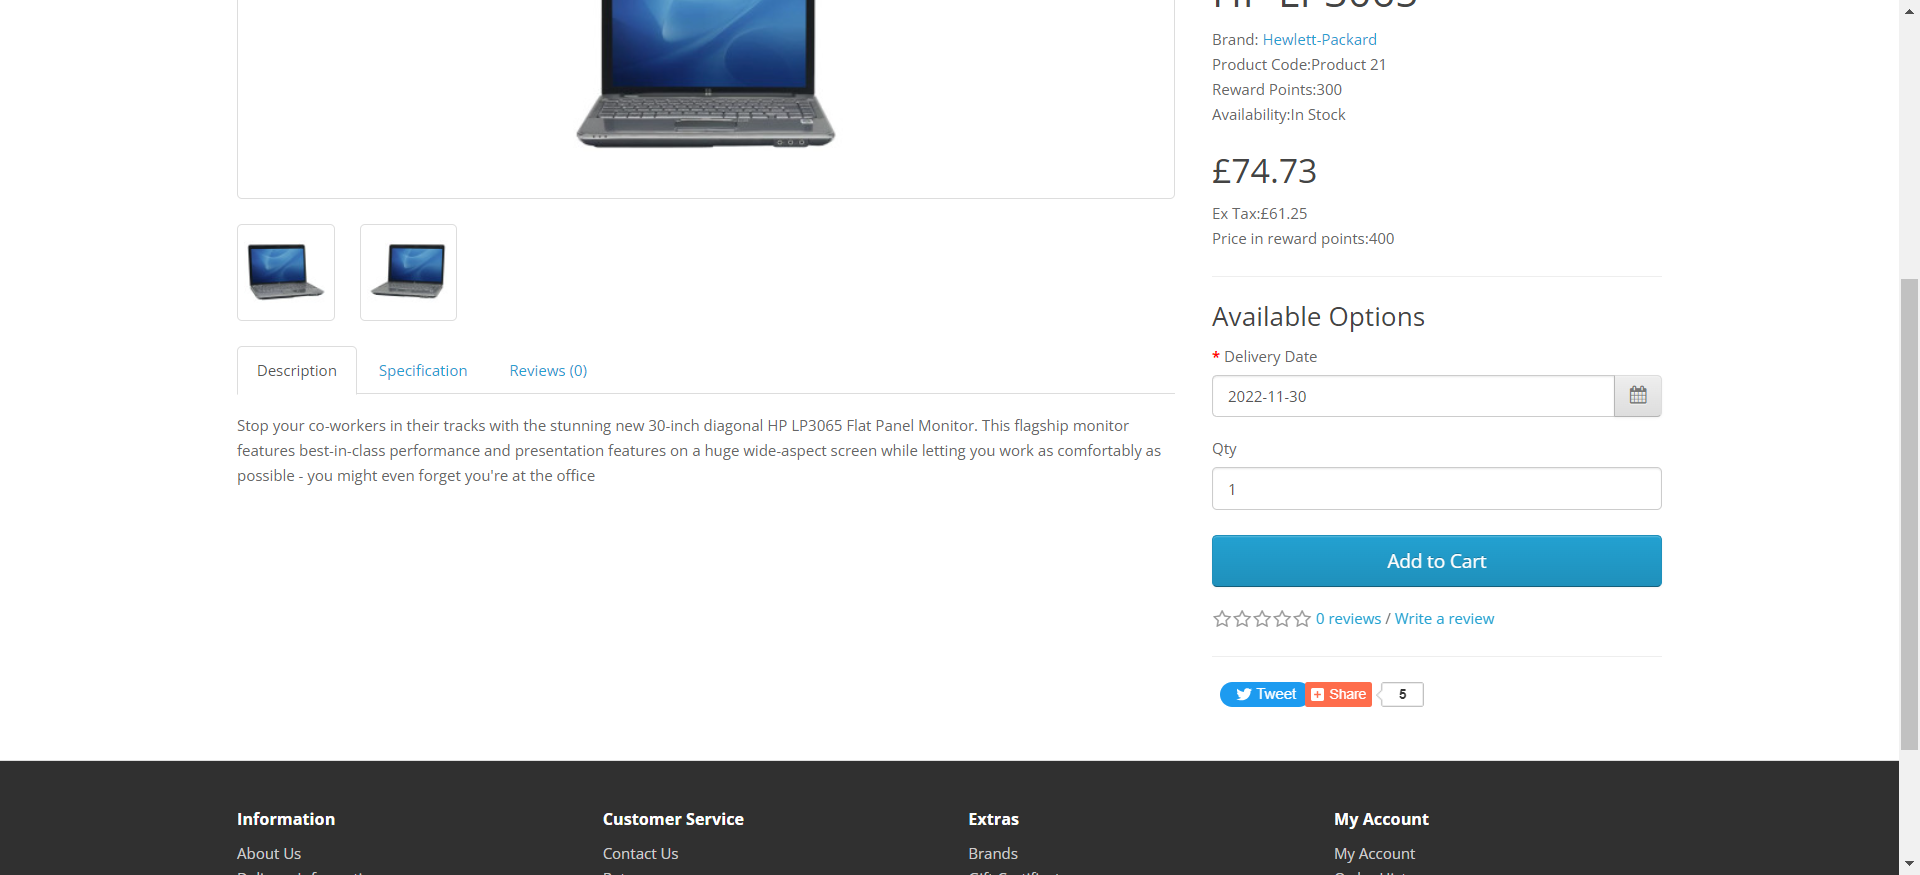 HP LP3065
Brand: Hewlett-Packard
Product Code:Product 21
Reward Points:300
Availability:In Stock
£74.73
Ex Tax:£61.25
Price in reward points:400
Available Options
* Delivery Date
2022-11-30
Qty
1
Add to Cart
0 reviews / Write a review
Tweet Share 5
Description Specification Reviews (0)
Stop your co-workers in their tracks with the stunning new 30-inch diagonal HP LP3065 Flat Panel Monitor. This flagship monitor
features best-in-class performance and presentation features on a huge wide-aspect screen while letting you work as comfortably as
possible - you might even forget you're at the office
Information
About Us
Customer Service
Contact Us
Extras
Brands
My Account
My Account